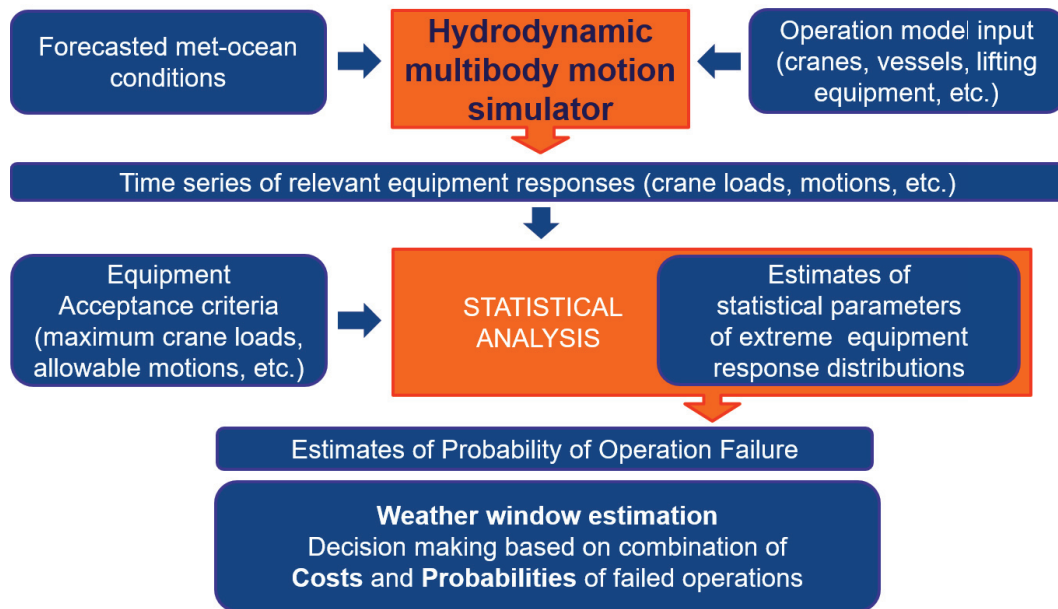 Forecasted met-ocean
conditions
Hydrodynamic
multibody motion
simulator
Operation model input
(cranes, vessels, lifting
equipment, etc.)
Time series of relevant equipment responses (crane loads, motions, etc.)
Equipment
Acceptance criteria
(maximum crane loads,
allowable motions, etc.)
STATISTICAL
ANALYSIS
Estimates of
statistical parameters
of extreme equipment
response distributions
Estimates of Probability of Operation Failure
Weather window estimation
Decision making based on combination of
Costs and Probabilities of failed operations